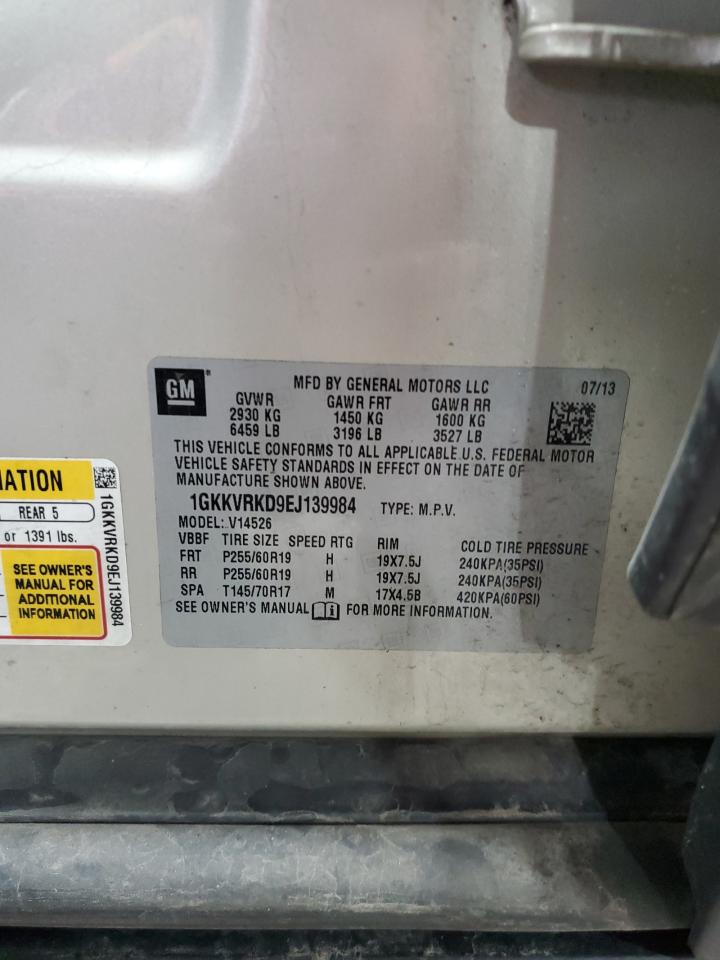 GM
®
MFD BY GENERAL MOTORS LLC 07/13
GVWR GAWR FRT GAWR RR
2930 KG 1450 KG 1600 KG
6459 LB 3196 LB 3527 LB
THIS VEHICLE CONFORMS TO ALL APPLICABLE U.S. FEDERAL MOTOR
VEHICLE SAFETY STANDARDS IN EFFECT ON THE DATE OF
MANUFACTURE SHOWN ABOVE.
1GKKVRKD9EJ139984 TYPE: M.P.V.
MODEL: V14526
VBBF TIRE SIZE SPEED RTG RIM COLD TIRE PRESSURE
FRT P255/60R19 H 19X7.5J 240KPA(35PSI)
RR P255/60R19 H 19X7.5J 240KPA(35PSI)
SPA T145/70R17 M 17X4.5B 420KPA(60PSI)
SEE OWNER'S MANUAL FOR MORE INFORMATION.
REAR 5
or 1391 lbs.
SEE OWNER'S
MANUAL FOR
ADDITIONAL
INFORMATION
1GKKVRKD9EJ139984